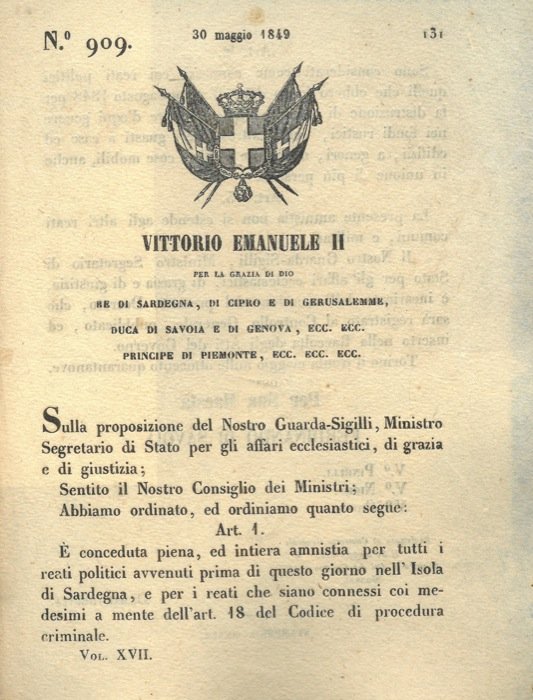 N.º 909.
30 maggio 1849
131
VITTORIO EMANUELE II
PER LA GRAZIA DI DIO
RE DI SARDEGNA, DI CIPRO E DI GERUSALEMME,
DUCA DI SAVOIA E DI GENOVA, ECC. ECC.
PRINCIPE DI PIEMONTE, ECC. ECC. ECC.
Sulla proposizione del Nostro Guarda-Sigilli, Ministro
Segretario di Stato per gli affari ecclesiastici, di grazia
e di giustizia;
Sentito il Nostro Consiglio dei Ministri;
Abbiamo ordinato, ed ordiniamo quanto segue:
Art. 1.
È conceduta piena, ed intiera amnistia per tutti i
reati politici avvenuti prima di questo giorno nell'Isola
di Sardegna, e per i reati che siano connessi coi me-
desimi a mente dell'art. 18 del Codice di procedura
criminale.
VOL. XVII.